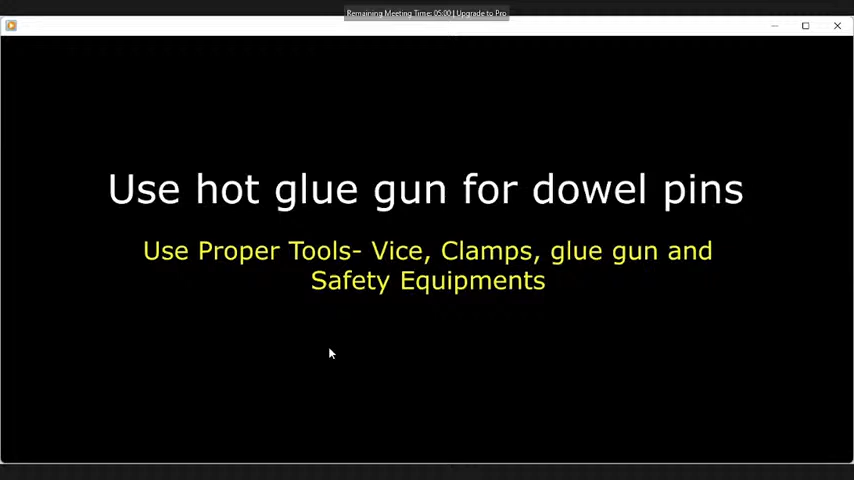 Remaining Meeting Time: 05:00 | Upgrade to Pro
Use hot glue gun for dowel pins
Use Proper Tools- Vice, Clamps, glue gun and
Safety Equipments